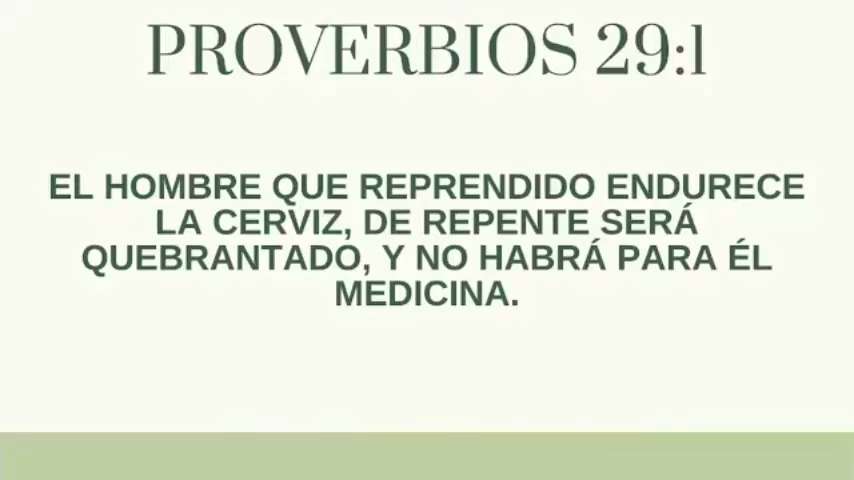 PROVERBIOS 29:1
EL HOMBRE QUE REPRENDIDO ENDURECE
LA CERVIZ, DE REPENTE SERÁ
QUEBRANTADO, Y NO HABRÁ PARA ÉL
MEDICINA.